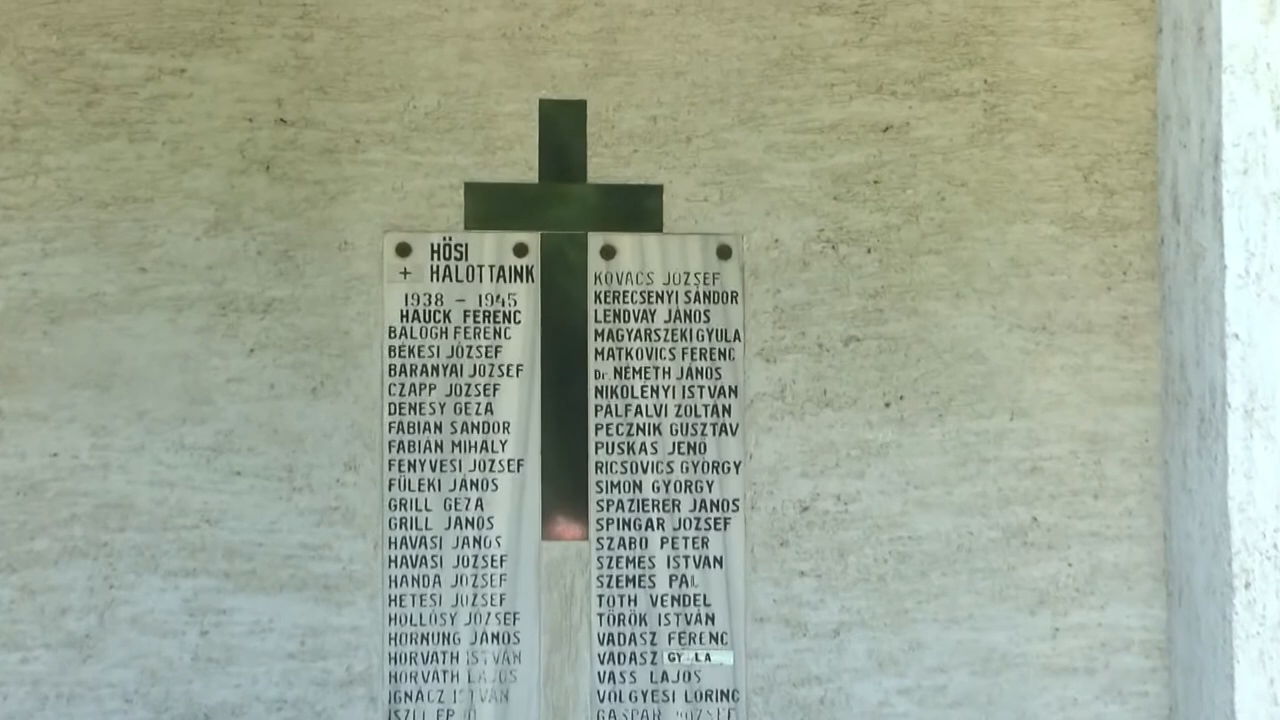 HŐSI
+ HALOTTAINK
1938 - 1945
HAUCK FERENC
BALOGH FERENC
BÉKESI JÓZSEF
BARANYAI JÓZSEF
CZAPP JÓZSEF
DENESY GÉZA
FÁBIÁN SÁNDOR
FÁBIÁN MIHÁLY
FENYVESI JÓZSEF
FÜLEKI JÁNOS
GRILL GÉZA
GRILL JÁNOS
HAVASI JÁNOS
HAVASI JÓZSEF
HANDA JÓZSEF
HETESI JÓZSEF
HOLLÓSY JÓZSEF
HORNUNG JÁNOS
HORVÁTH ISTVÁN
HORVÁTH LAJOS
IGNÁCZ ISTVÁN
KOVÁCS JÓZSEF
KERECSÉNYI SÁNDOR
LENDVAY JÁNOS
MAGYARSZÉKI GYULA
MATKOVICS FERENC
Dr. NÉMETH JÁNOS
NIKOLÉNYI ISTVÁN
PÁLFALVI ZOLTÁN
PECZNIK GUSZTÁV
PUSKÁS JENŐ
RICSOVICS GYÖRGY
SIMON GYÖRGY
SPAZIERER JÁNOS
SPINGÁR JÓZSEF
SZABÓ PÉTER
SZEMES ISTVÁN
SZEMES PÁL
TÓTH VENDEL
TÖRÖK ISTVÁN
VADÁSZ FERENC
VADÁSZ
VASS LAJOS
VÖLGYESI LŐRINC
GÁSPÁR JÓZSEF